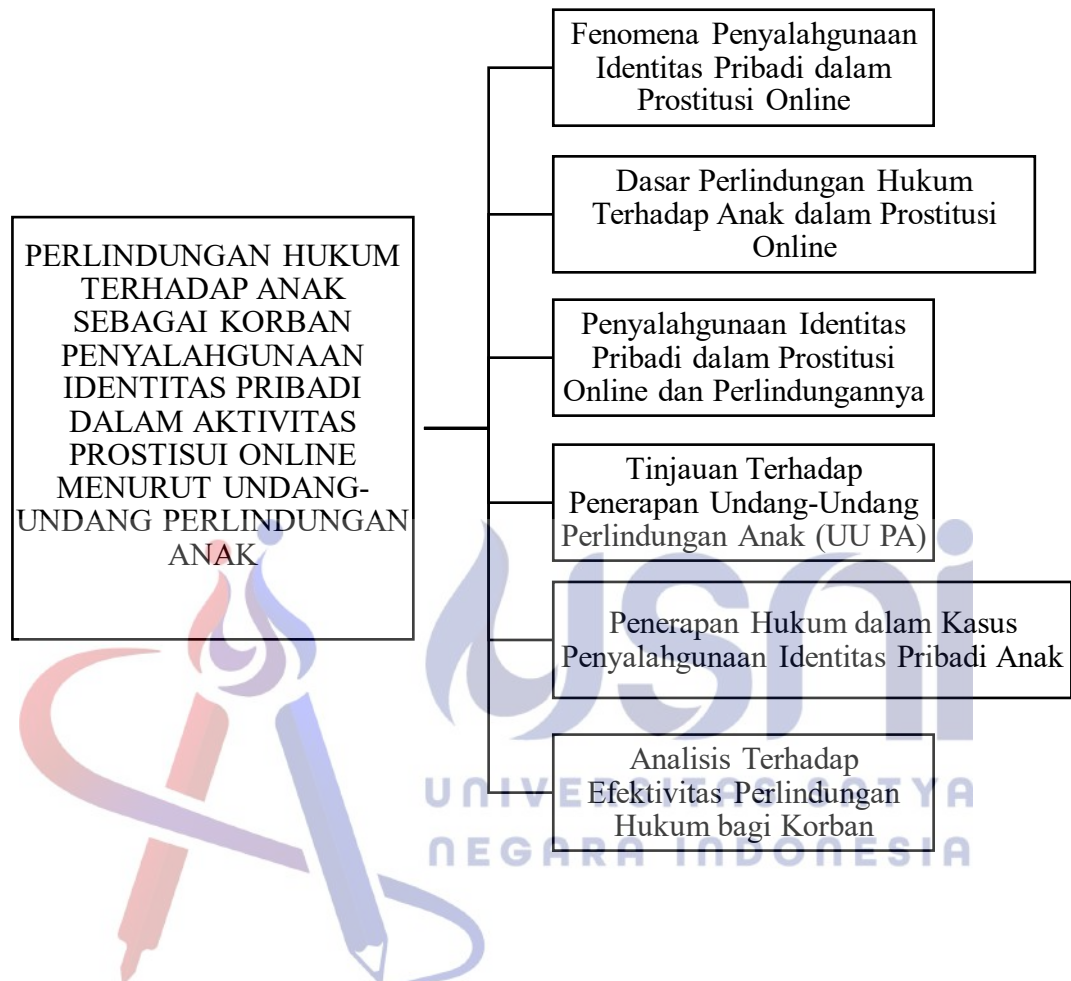 Fenomena Penyalahgunaan
Identitas Pribadi dalam
Prostitusi Online
Dasar Perlindungan Hukum
Terhadap Anak dalam Prostitusi
Online
PERLINDUNGAN HUKUM
TERHADAP ANAK
SEBAGAI KORBAN
PENYALAHGUNAAN
IDENTITAS PRIBADI
DALAM AKTIVITAS
PROSTISUI ONLINE
MENURUT UNDANG-
UNDANG PERLINDUNGAN
ANAK
Penyalahgunaan Identitas
Pribadi dalam Prostitusi
Online dan Perlindungannya
Tinjauan Terhadap
Penerapan Undang-Undang
Perlindungan Anak (UU PA)
Penerapan Hukum dalam Kasus
Penyalahgunaan Identitas Pribadi Anak
Analisis Terhadap
Efektivitas Perlindungan
Hukum bagi Korban
usni
UNIVERSITAS SATYA
NEGARA INDONESIA